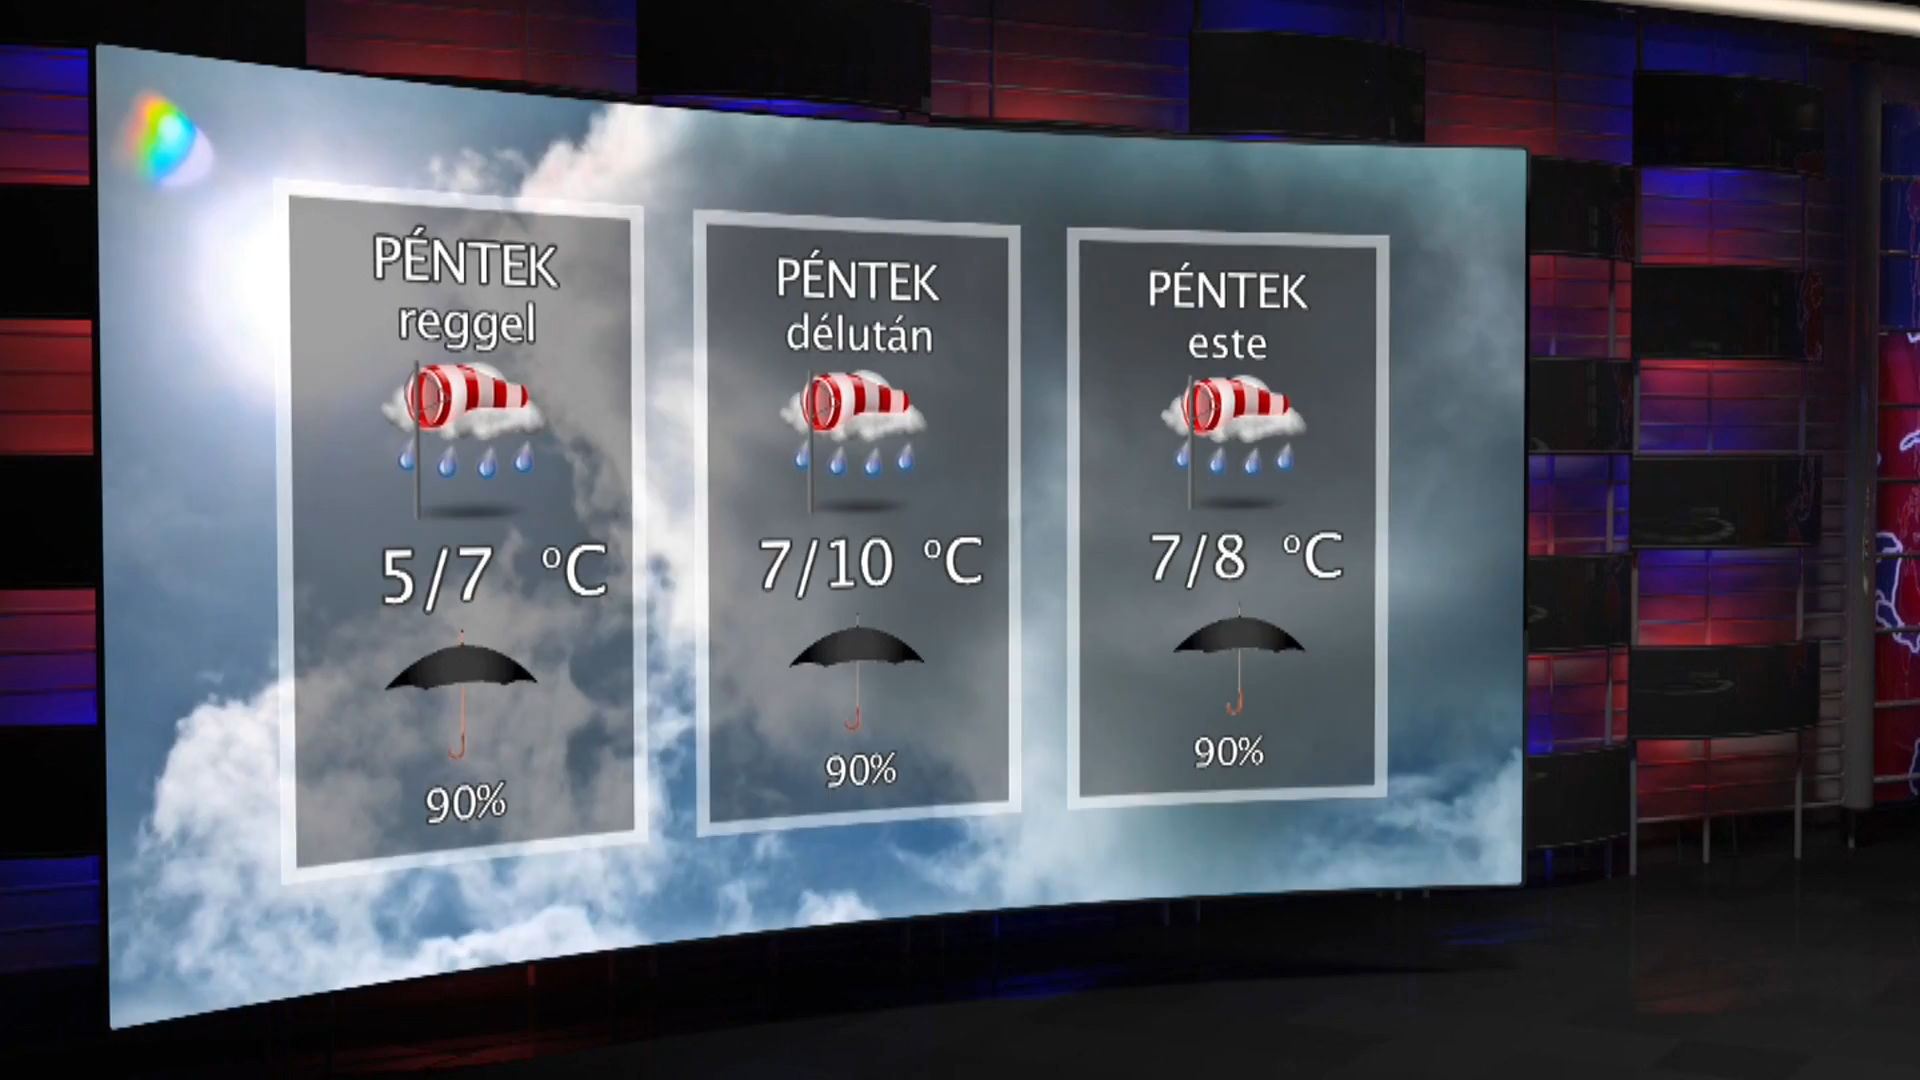 PÉNTEK
reggel
5/7 °C
90%
PÉNTEK
délután
7/10 °C
90%
PÉNTEK
este
7/8 °C
90%